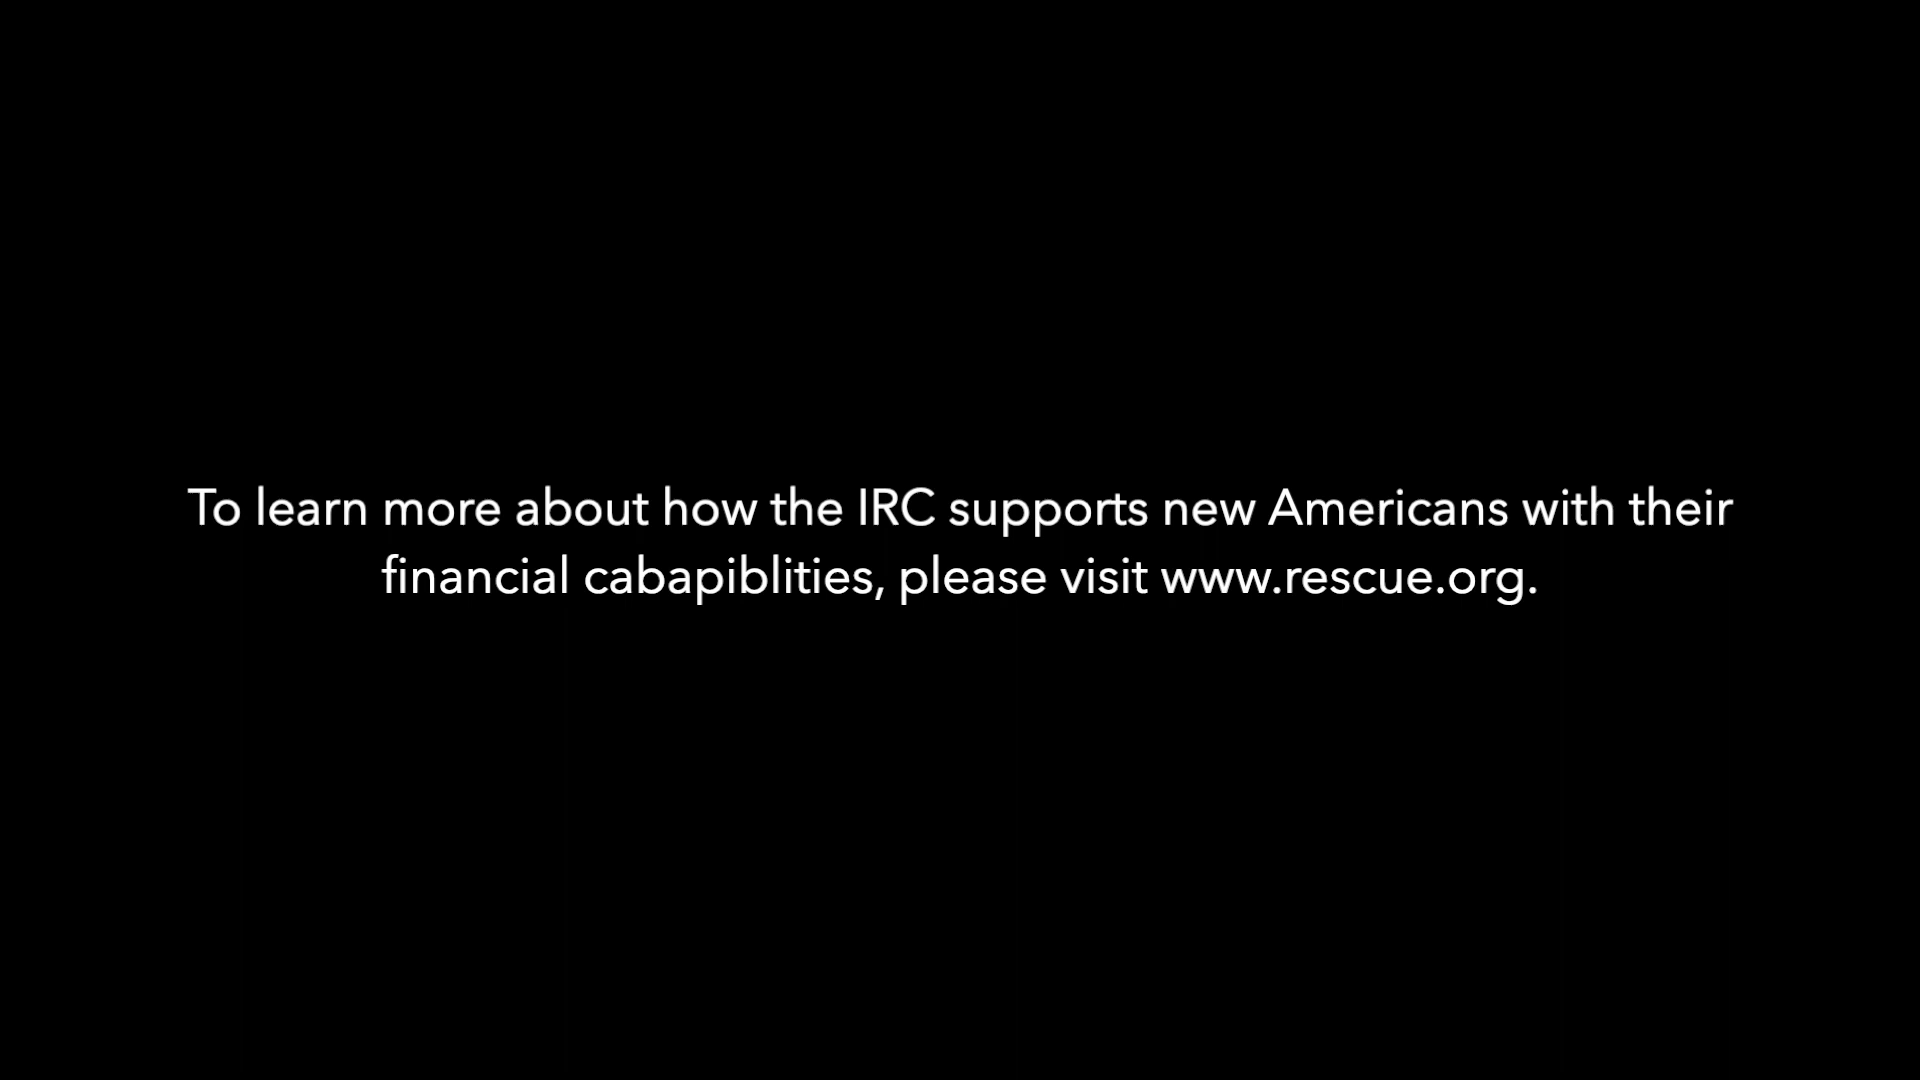 To learn more about how the IRC supports new Americans with their
financial cabapiblities, please visit www.rescue.org.